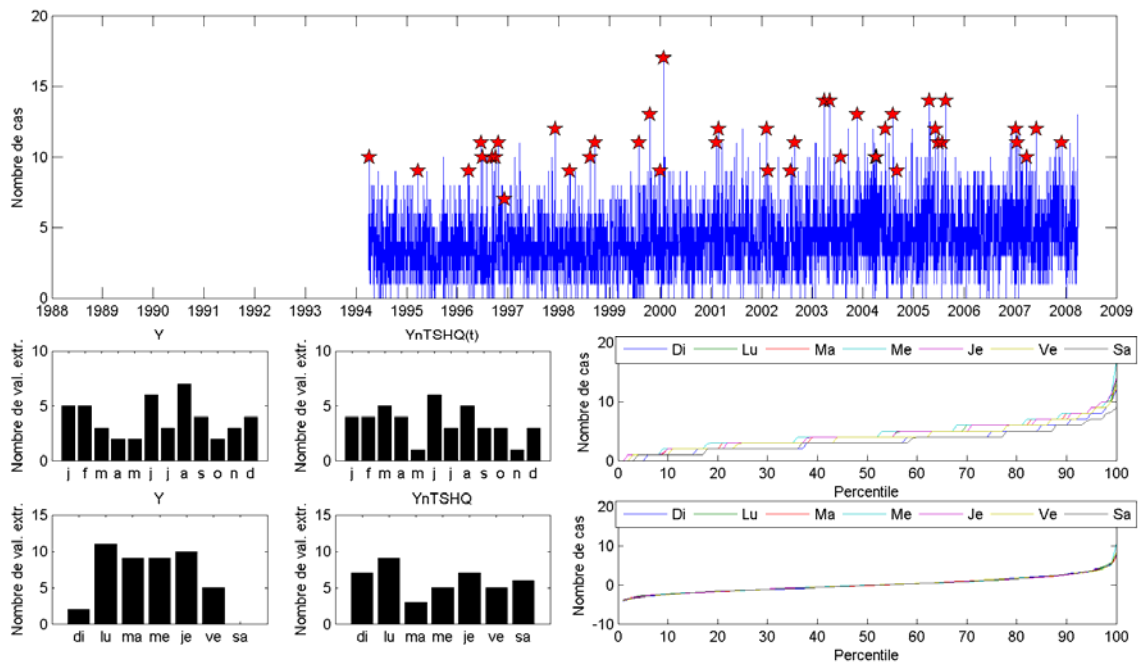 20
15
10
5
0
Nombre de cas
1988 1989 1990 1991 1992 1993 1994 1995 1996 1997 1998 1999 2000 2001 2002 2003 2004 2005 2006 2007 2008 2009
Y
10
5
0
Nombre de val. extr.
j f m a m j j a s o n d
YnTSHQ(t)
10
5
0
Nombre de val. extr.
j f m a m j j a s o n d
20
10
0
Nombre de cas
Di Lu Ma Me Je Ve Sa
0 10 20 30 40 50 60 70 80 90 100
Percentile
Y
15
10
5
0
Nombre de val. extr.
di lu ma me je ve sa
YnTSHQ
15
10
5
0
Nombre de val. extr.
di lu ma me je ve sa
20
10
0
-10
Nombre de cas
Di Lu Ma Me Je Ve Sa
0 10 20 30 40 50 60 70 80 90 100
Percentile